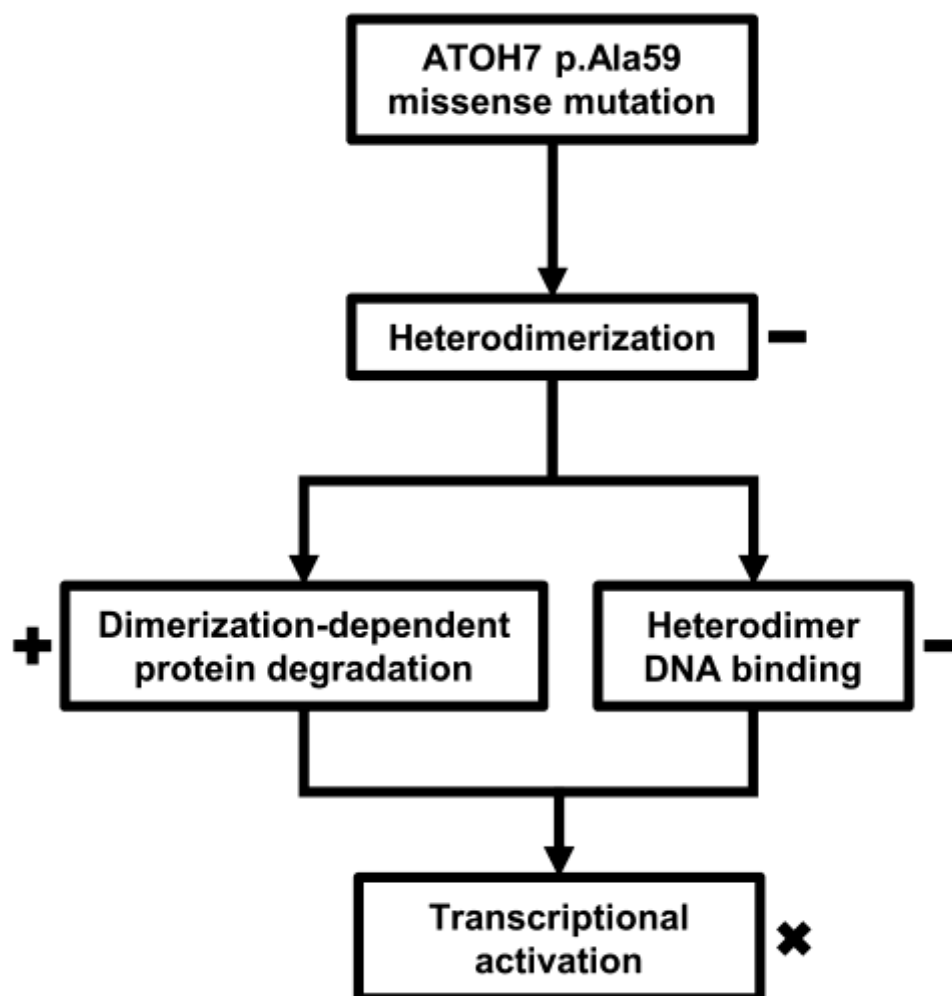 ATOH7 p.Ala59
missense mutation
Heterodimerization
−
+
Dimerization-dependent
protein degradation
Heterodimer
DNA binding
−
Transcriptional
activation
×